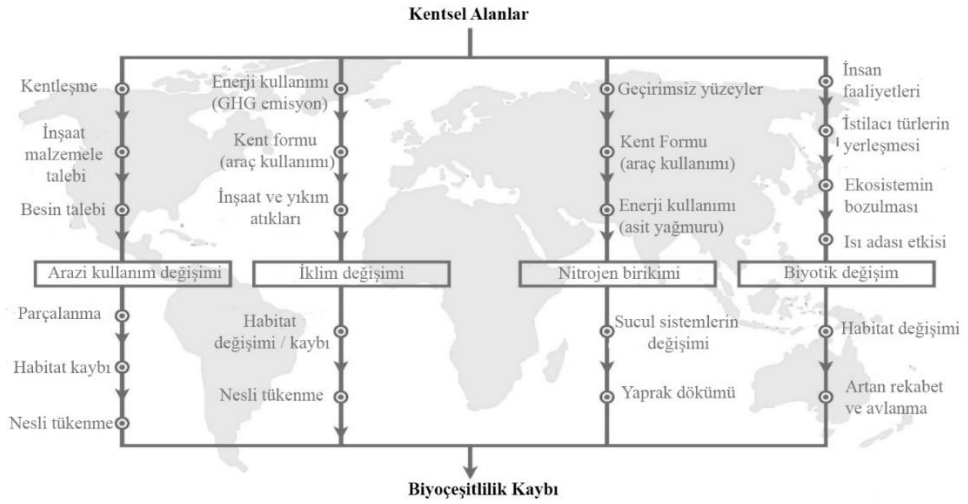 Kentsel Alanlar
Kentleşme
İnşaat
malzemele
talebi
Besin talebi
Arazi kullanım değişimi
Parçalanma
Habitat kaybı
Nesli tükenme
Enerji kullanımı
(GHG emisyon)
Kent formu
(araç kullanımı)
İnşaat ve yıkım
atıkları
İklim değişimi
Habitat
değişimi / kaybı
Nesli tükenme
Geçirimsiz yüzeyler
Kent Formu
(araç kullanımı)
Enerji kullanımı
(asit yağmuru)
Nitrojen birikimi
Sucul sistemlerin
değişimi
Yaprak dökümü
İnsan
faaliyetleri
İstilacı türlerin
yerleşmesi
Ekosistemin
bozulması
Isı adası etkisi
Biyotik değişim
Habitat değişimi
Artan rekabet
ve avlanma
Biyoçeşitlilik Kaybı